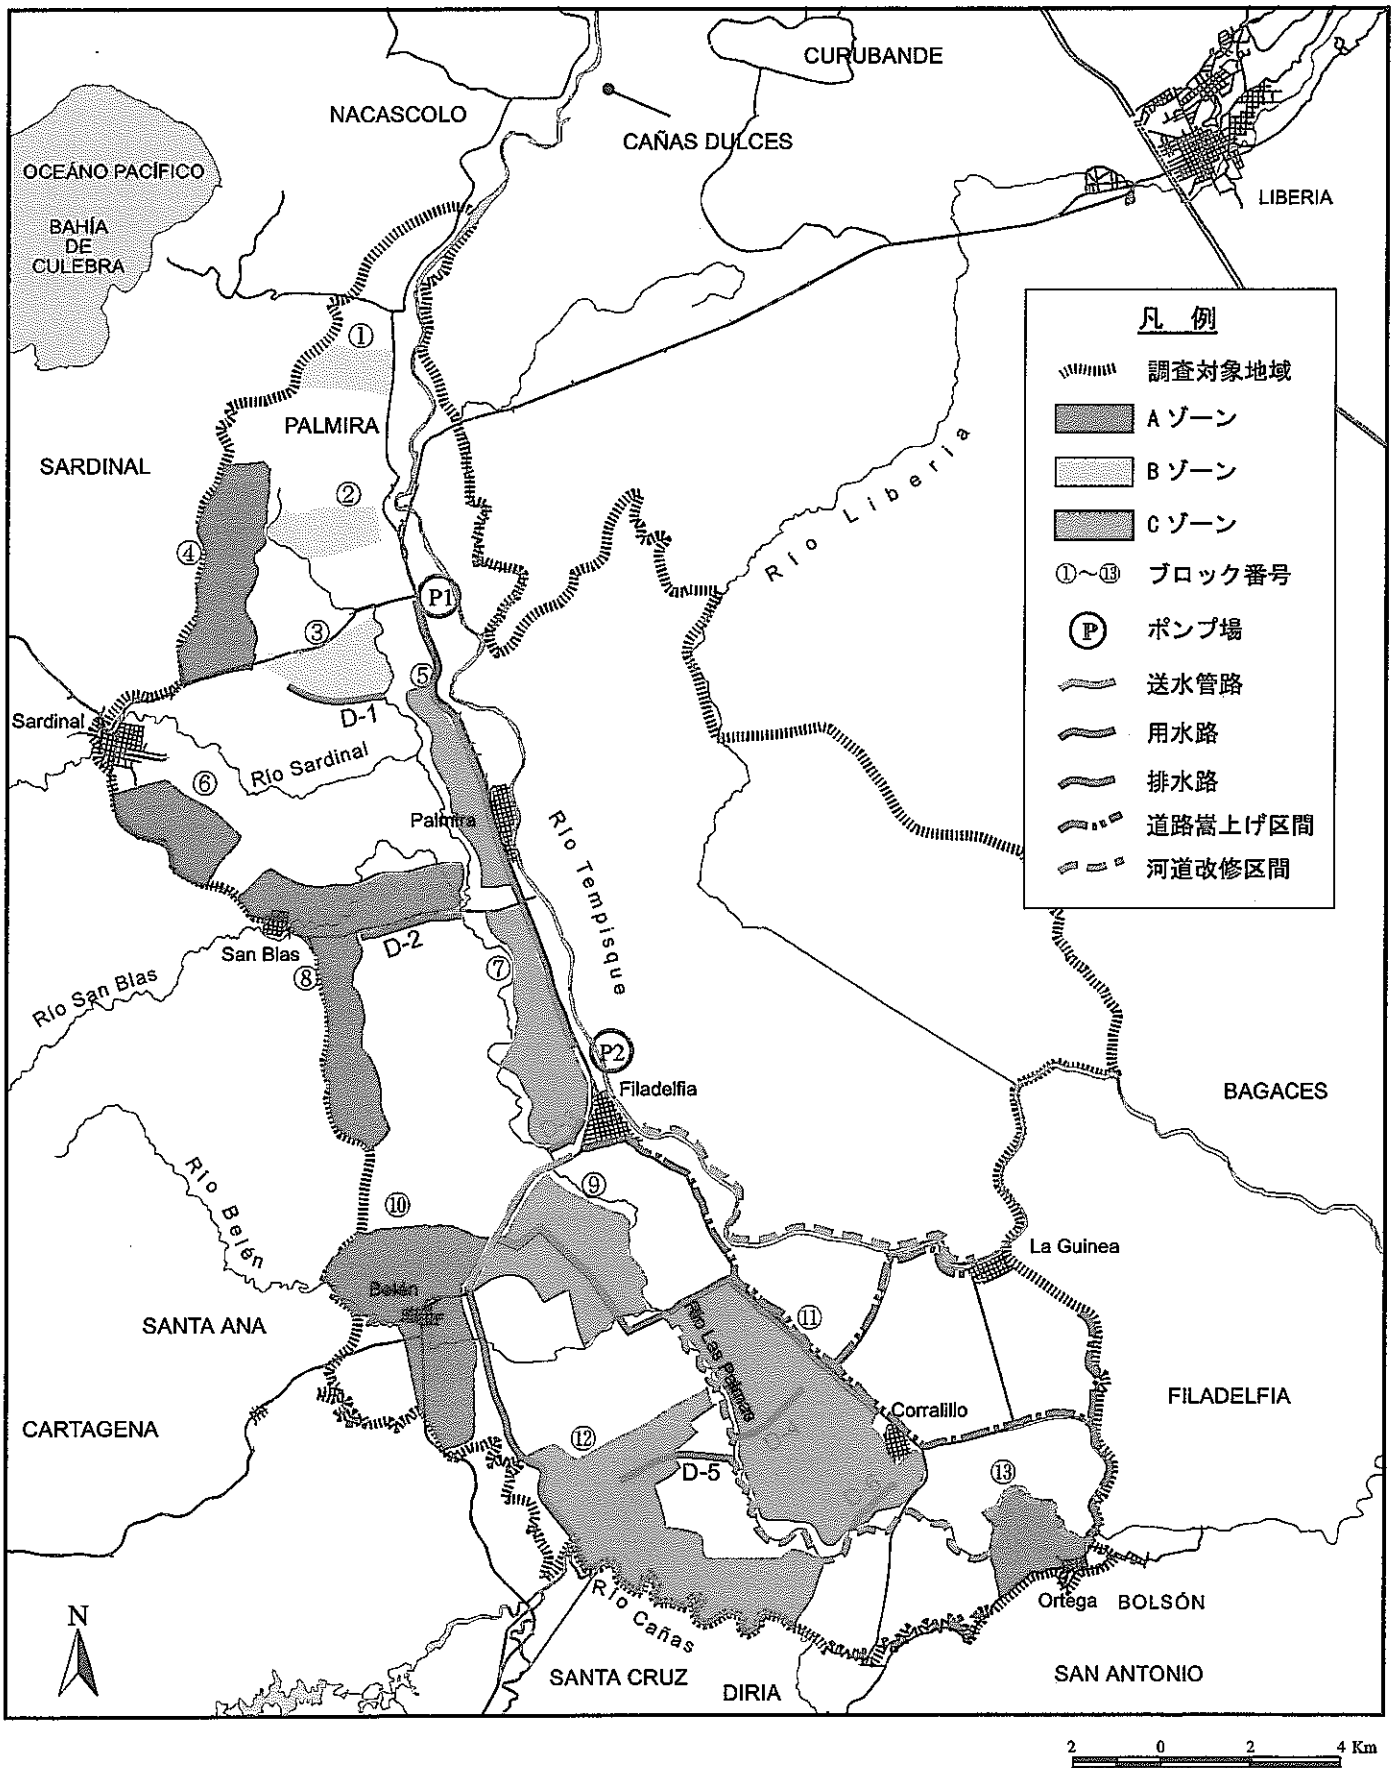 CURUBANDE
NACASCOLO
CAÑAS DULCES
OCEÁNO PACÍFICO
LIBERIA
BAHÍA
DE
CULEBRA
凡 例
調査対象地域
A ゾーン
B ゾーン
C ゾーン
①~⑬ ブロック番号
P ポンプ場
送水管路
用水路
排水路
道路嵩上げ区間
河道改修区間
①
PALMIRA
SARDINAL
Río Liberia
②
④
P1
③
⑤
D-1
Sardinal
Río Sardinal
⑥
Palmira
Río Tempisque
D-2
San Blas
⑦
⑧
Río San Blas
P2
Filadelfia
BAGACES
Río Belén
⑨
⑩
La Guinea
Belén
SANTA ANA
Río Las Palmas
⑪
FILADELFIA
CARTAGENA
Corralillo
⑫
D-5
⑬
Río Cañas
Ortega
BOLSÓN
N
SANTA CRUZ
DIRIA
SAN ANTONIO
2 0 2 4 Km